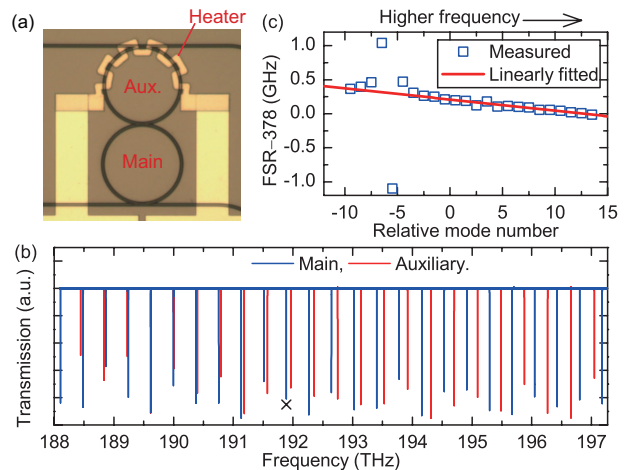 (a)
Heater
Aux.
Main
(c)
Higher frequency
Measured
Linearly fitted
FSR−378 (GHz)
1.0
0.5
0.0
-0.5
-1.0
-10 -5 0 5 10 15
Relative mode number
(b)
Main, Auxiliary.
Transmission (a.u.)
×
188 189 190 191 192 193 194 195 196 197
Frequency (THz)